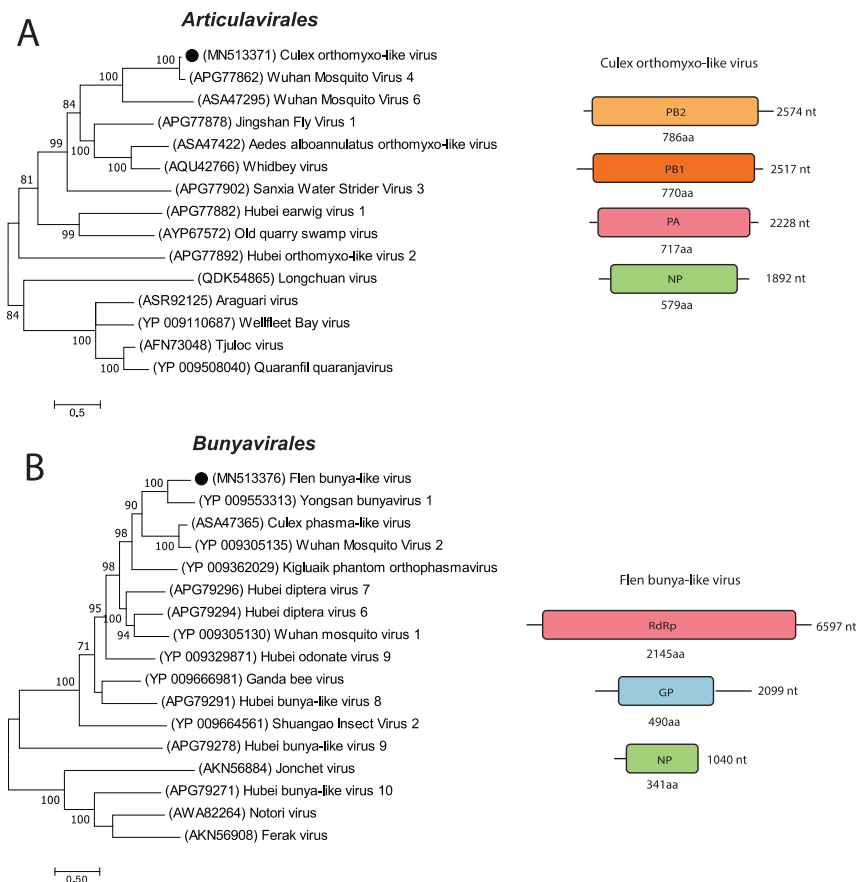 A
Articulavirales
100
(MN513371) Culex orthomyxo-like virus
100
(APG77862) Wuhan Mosquito Virus 4
84
(ASA47295) Wuhan Mosquito Virus 6
(APG77878) Jingshan Fly Virus 1
99
100
(ASA47422) Aedes alboannulatus orthomyxo-like virus
100
(AQU42766) Whidbey virus
81
(APG77902) Sanxia Water Strider Virus 3
(APG77882) Hubei earwig virus 1
99
(AYP67572) Old quarry swamp virus
(APG77892) Hubei orthomyxo-like virus 2
(QDK54865) Longchuan virus
84
(ASR92125) Araguari virus
(YP 009110687) Wellfleet Bay virus
100
(AFN73048) Tjuloc virus
100
(YP 009508040) Quaranfil quaranjavirus
0.5
Culex orthomyxo-like virus
PB2
2574 nt
786aa
PB1
2517 nt
770aa
PA
2228 nt
717aa
NP
1892 nt
579aa
B
Bunyavirales
100
(MN513376) Flen bunya-like virus
90
(YP 009553313) Yongsan bunyavirus 1
(ASA47365) Culex phasma-like virus
98
100
(YP 009305135) Wuhan Mosquito Virus 2
98
(YP 009362029) Kigluaik phantom orthophasmavirus
(APG79296) Hubei diptera virus 7
95
100
(APG79294) Hubei diptera virus 6
94
(YP 009305130) Wuhan mosquito virus 1
71
(YP 009329871) Hubei odonate virus 9
100
(YP 009666981) Ganda bee virus
(APG79291) Hubei bunya-like virus 8
(YP 009664561) Shuangao Insect Virus 2
(APG79278) Hubei bunya-like virus 9
(AKN56884) Jonchet virus
100
(APG79271) Hubei bunya-like virus 10
100
(AWA82264) Notori virus
(AKN56908) Ferak virus
0.50
Flen bunya-like virus
RdRp
6597 nt
2145aa
GP
2099 nt
490aa
NP
1040 nt
341aa